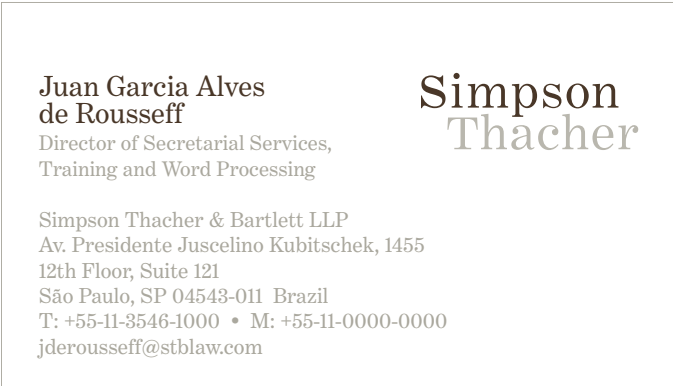 Juan Garcia Alves
de Rousseff
Director of Secretarial Services,
Training and Word Processing
Simpson
Thacher
Simpson Thacher & Bartlett LLP
Av. Presidente Juscelino Kubitschek, 1455
12th Floor, Suite 121
São Paulo, SP 04543-011 Brazil
T: +55-11-3546-1000 • M: +55-11-0000-0000
jderousseff@stblaw.com